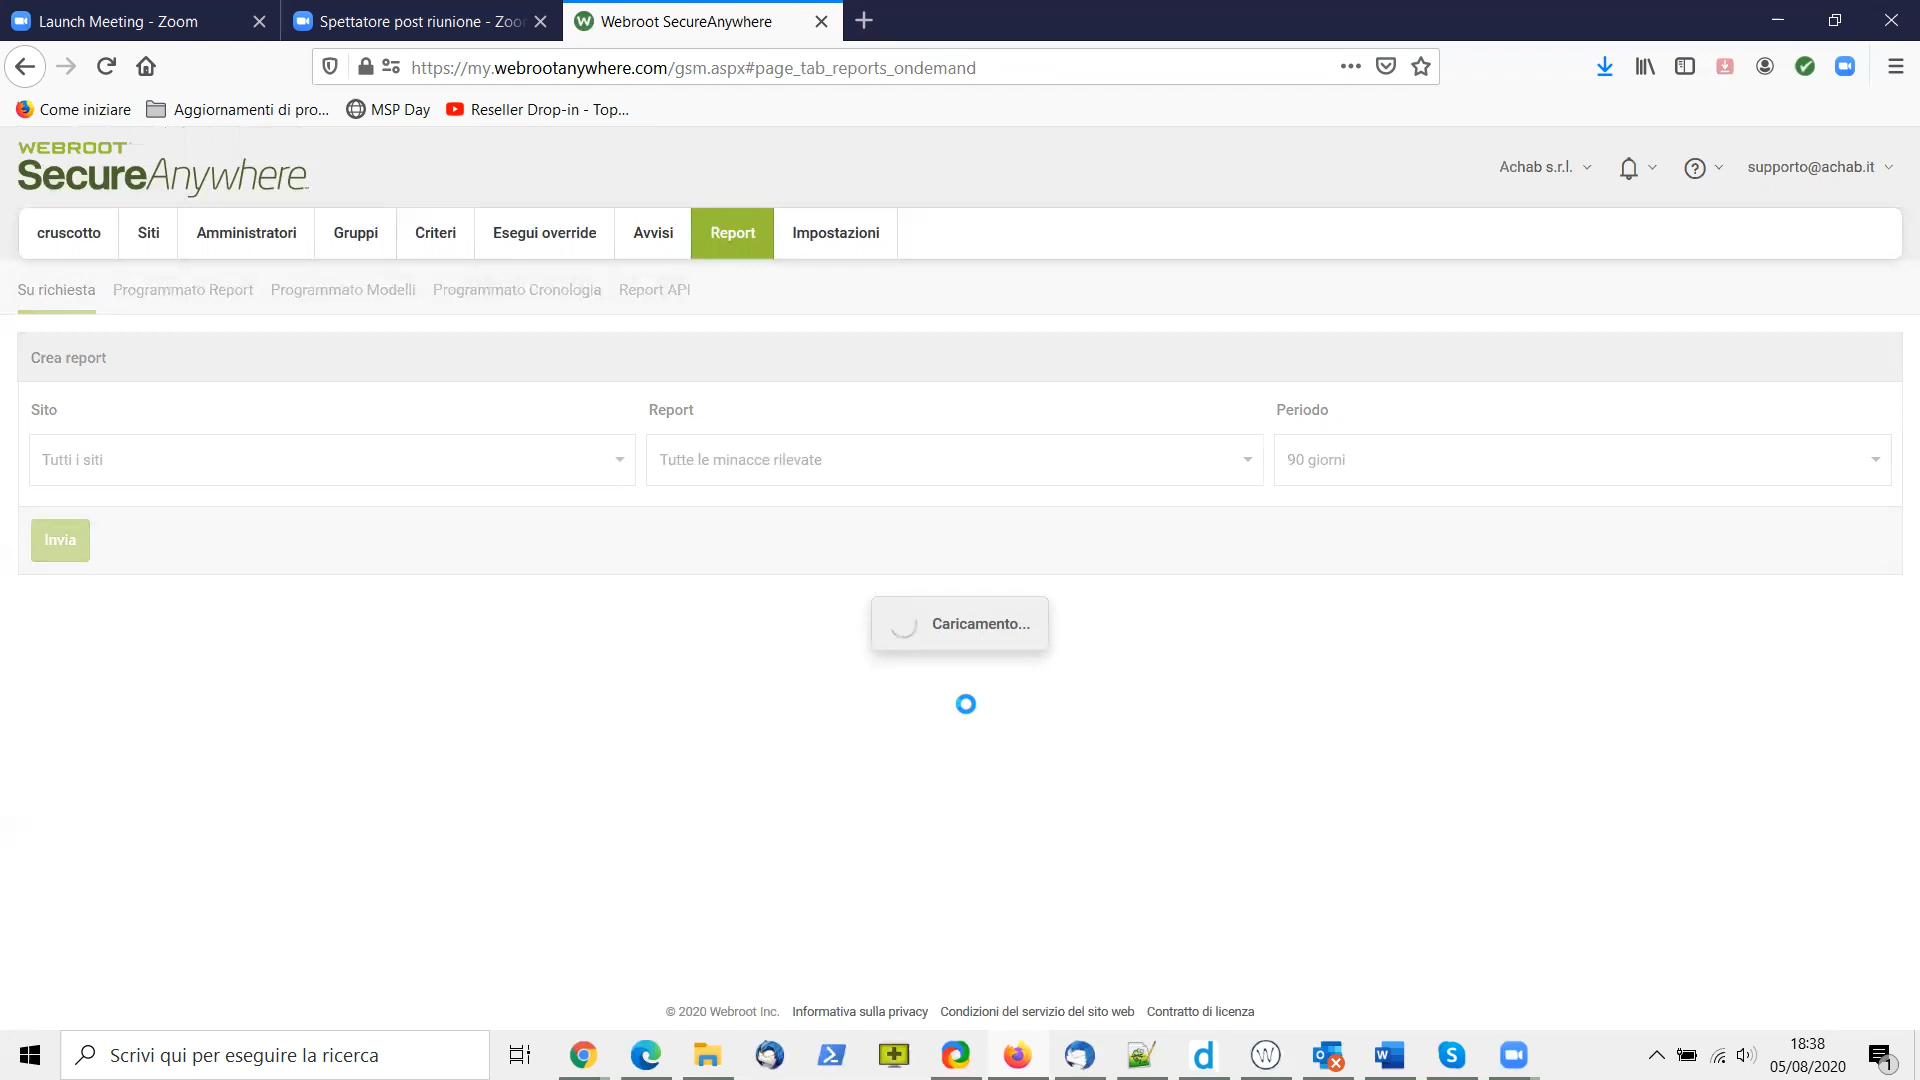 Launch Meeting - Zoom
Spettatore post riunione - Zoo
Webroot SecureAnywhere
https://my.webrootanywhere.com/gsm.aspx#page_tab_reports_ondemand
Come iniziare
Aggiornamenti di pro...
MSP Day
Reseller Drop-in - Top...
WEBROOT
SecureAnywhere
Achab s.r.l.
supporto@achab.it
cruscotto
Siti
Amministratori
Gruppi
Criteri
Esegui override
Avvisi
Report
Impostazioni
Su richiesta
Programmato Report
Programmato Modelli
Programmato Cronologia
Report API
Crea report
Sito
Report
Periodo
Tutti i siti
Tutte le minacce rilevate
90 giorni
Invia
Caricamento...
© 2020 Webroot Inc.
Informativa sulla privacy
Condizioni del servizio del sito web
Contratto di licenza
Scrivi qui per eseguire la ricerca
18:38
05/08/2020
1